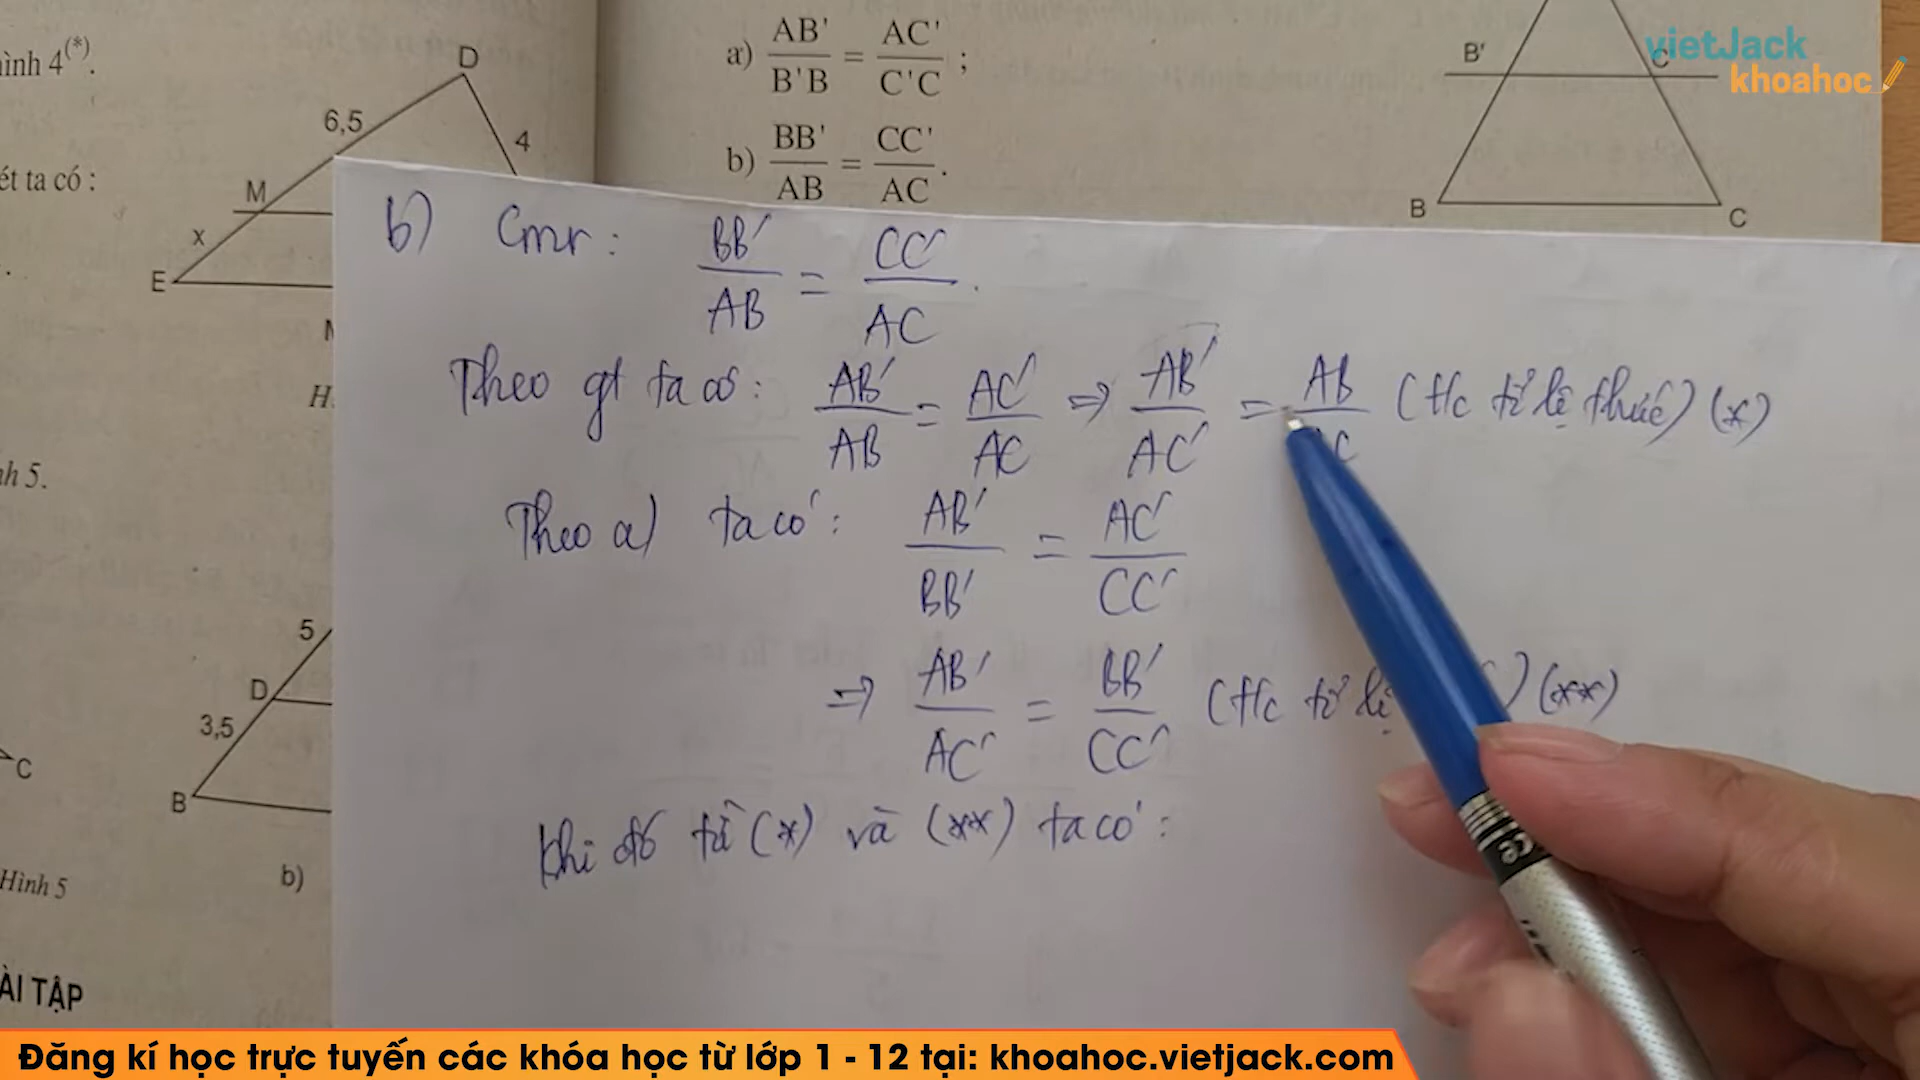 ình 4(*).
D
6,5
4
ét ta có :
M
x
E
a) AB'/B'B = AC'/C'C ;
b) BB'/AB = CC'/AC .
B'
C'
B
C
vietJack
khoahoc
b) Cmr: BB'/AB = CC'/AC .
Theo gt ta có: AB'/AB = AC'/AC => AB'/AC' = AB/AC (t/c tỉ lệ thức) (*)
Theo a) ta có: AB'/BB' = AC'/CC'
=> AB'/AC' = BB'/CC' (t/c tỉ lệ ) (**)
Khi đó từ (*) và (**) ta có:
H.
nh 5.
5
D
3,5
C
B
b)
Hình 5
ÀI TẬP
Đăng kí học trực tuyến các khóa học từ lớp 1 - 12 tại: khoahoc.vietjack.com